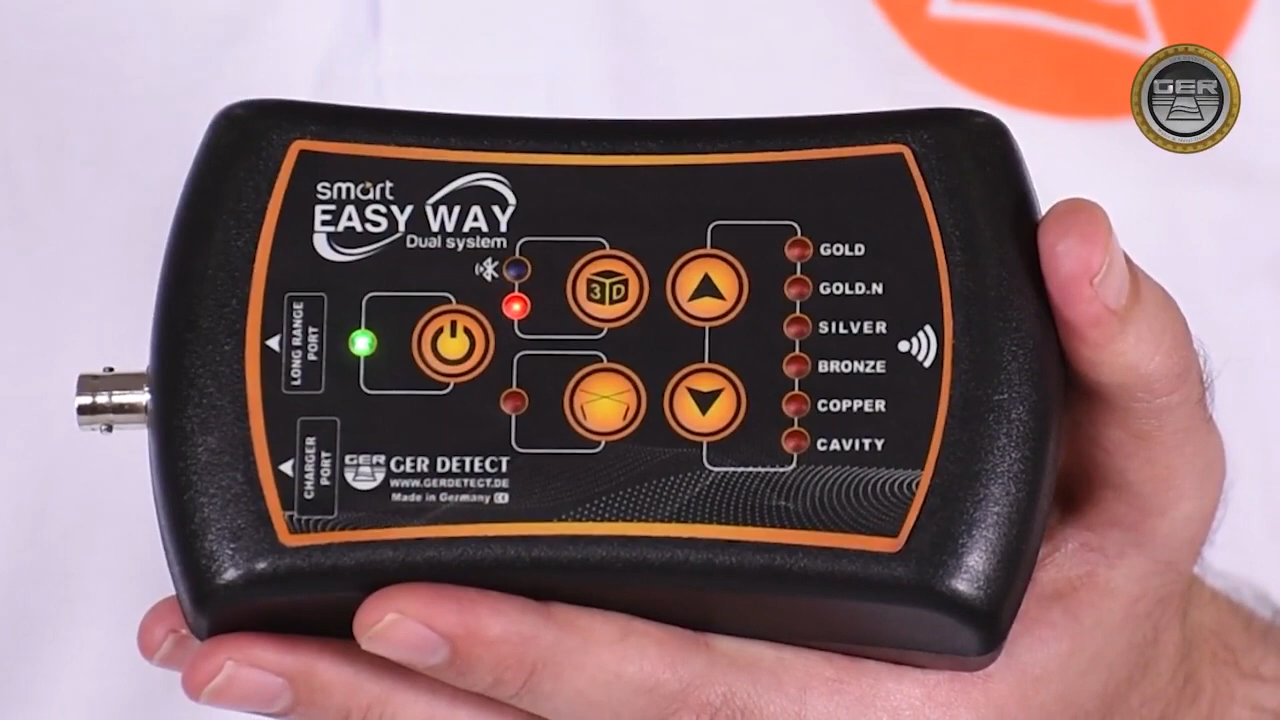 GER
smart
EASY WAY
Dual system
LONG RANGE
PORT
CHARGER
PORT
3D
GOLD
GOLD.N
SILVER
BRONZE
COPPER
CAVITY
GER
GER DETECT
WWW.GERDETECT.DE
Made in Germany CE